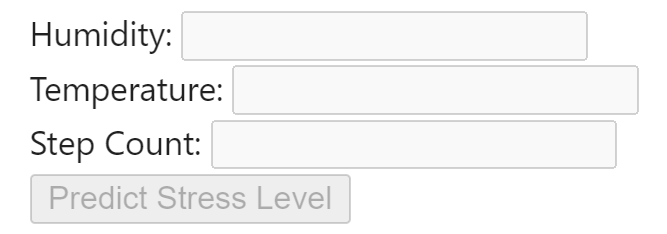 Humidity:
Temperature:
Step Count:
Predict Stress Level